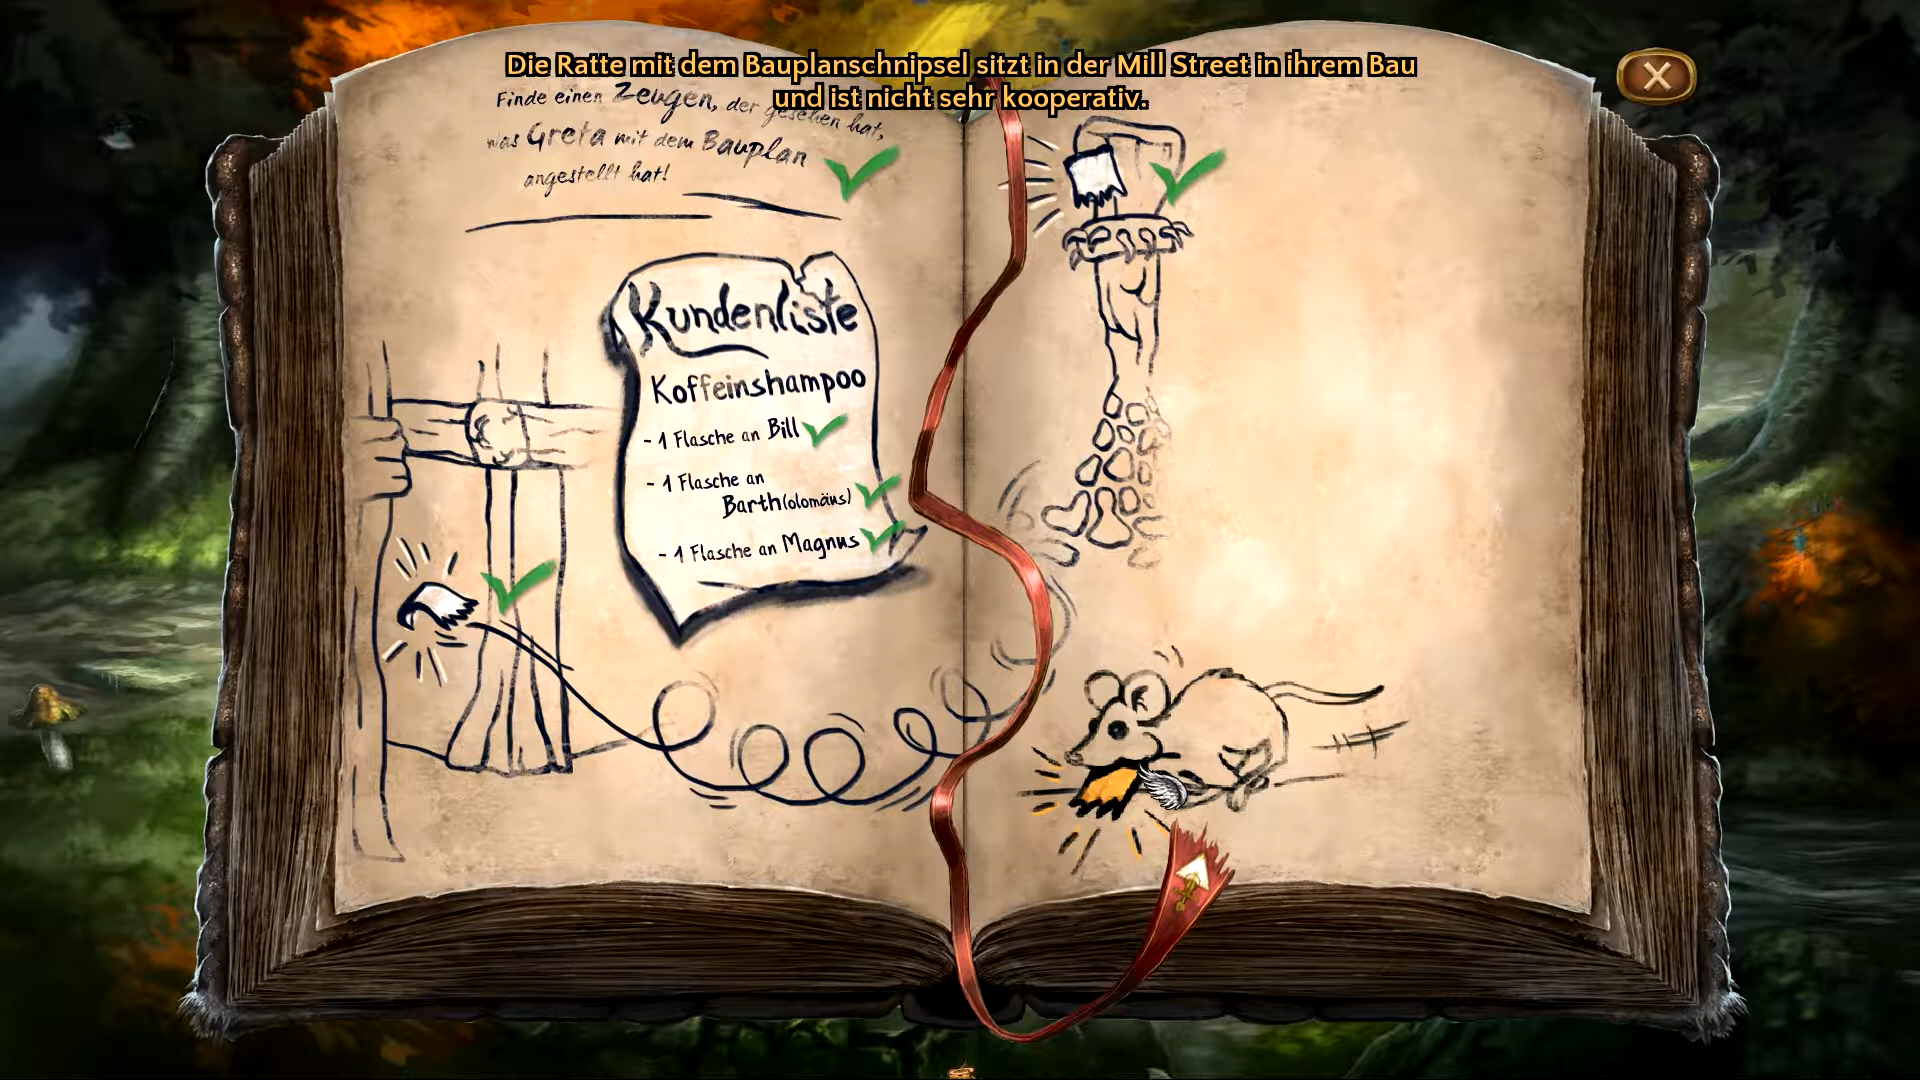 Die Ratte mit dem Bauplanschnipsel sitzt in der Mill Street in ihrem Bau
und ist nicht sehr kooperativ.
Finde einen Zeugen, der gesehen hat,
was Greta mit dem Bauplan
angestellt hat!
Kundenliste
Koffeinshampoo
- 1 Flasche an Bill
- 1 Flasche an
Barth(olomäus)
- 1 Flasche an Magnus